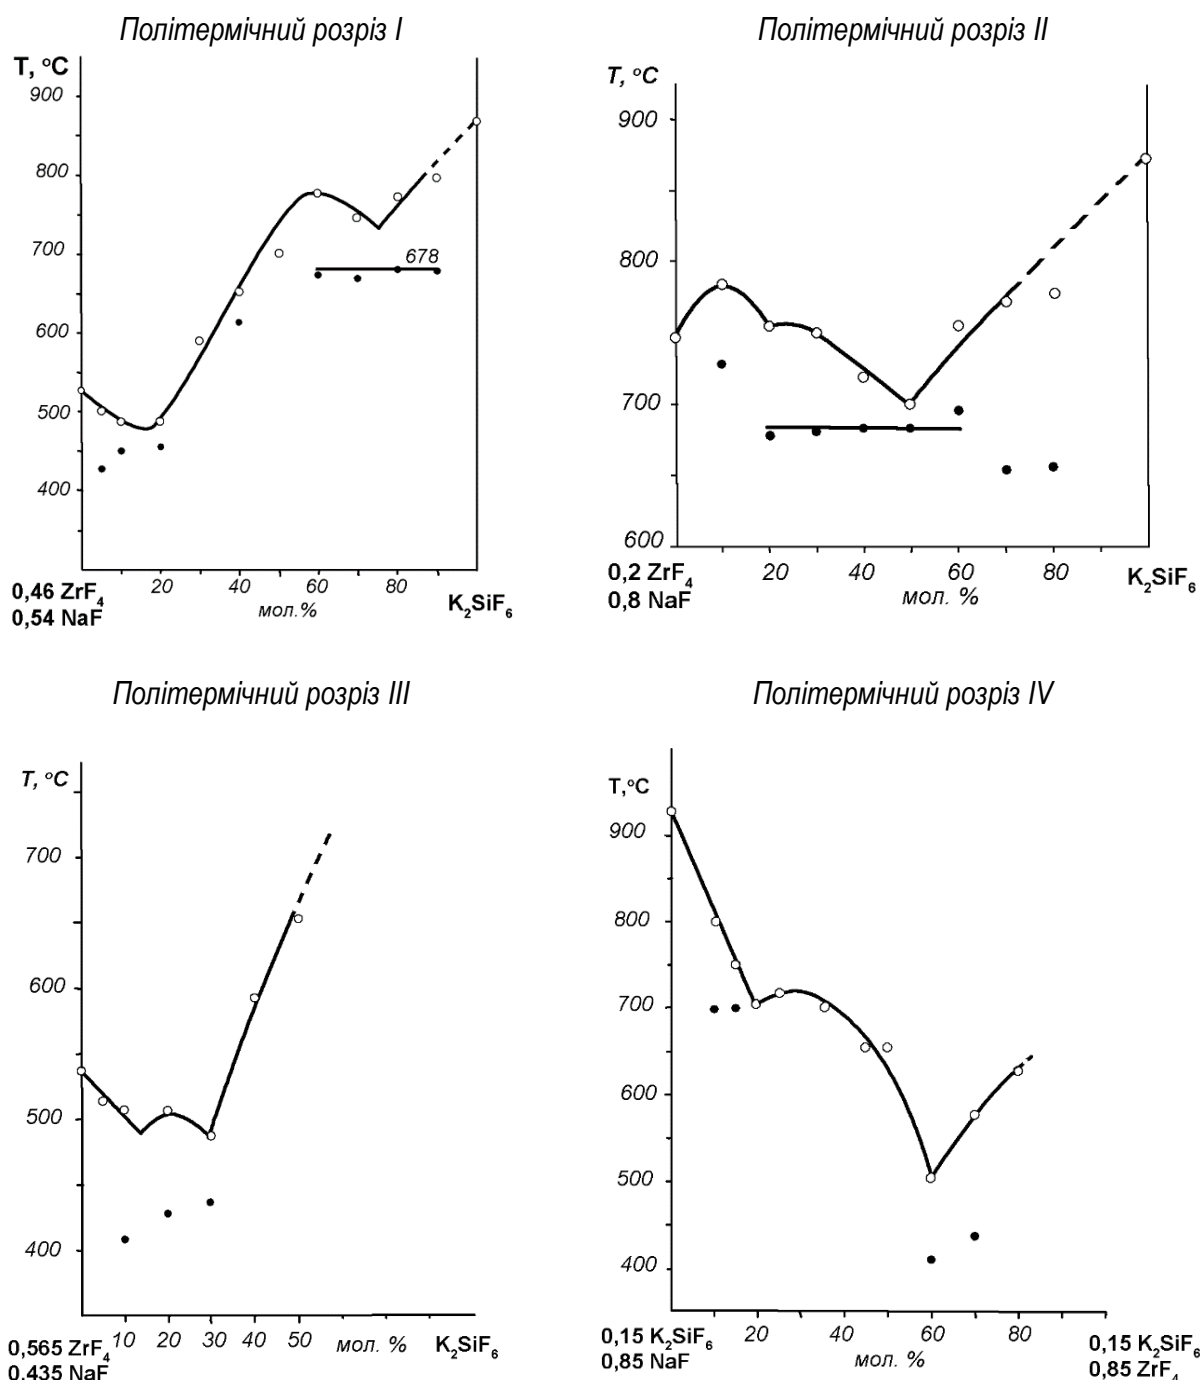 Політермічний розріз I
T, °C
900
800
700
600
500
400
678
20 40 60 80
0,46 ZrF4
0,54 NaF
мол. %
K2SiF6
Політермічний розріз II
T, °C
900
800
700
600
20 40 60 80
0,2 ZrF4
0,8 NaF
мол. %
K2SiF6
Політермічний розріз III
T, °C
700
600
500
400
10 20 30 40 50
0,565 ZrF4
0.435 NaF
мол. %
K2SiF6
Політермічний розріз IV
T,°C
900
800
700
600
500
400
20 40 60 80
0,15 K2SiF6
0,85 NaF
мол. %
0,15 K2SiF6
0,85 ZrF4